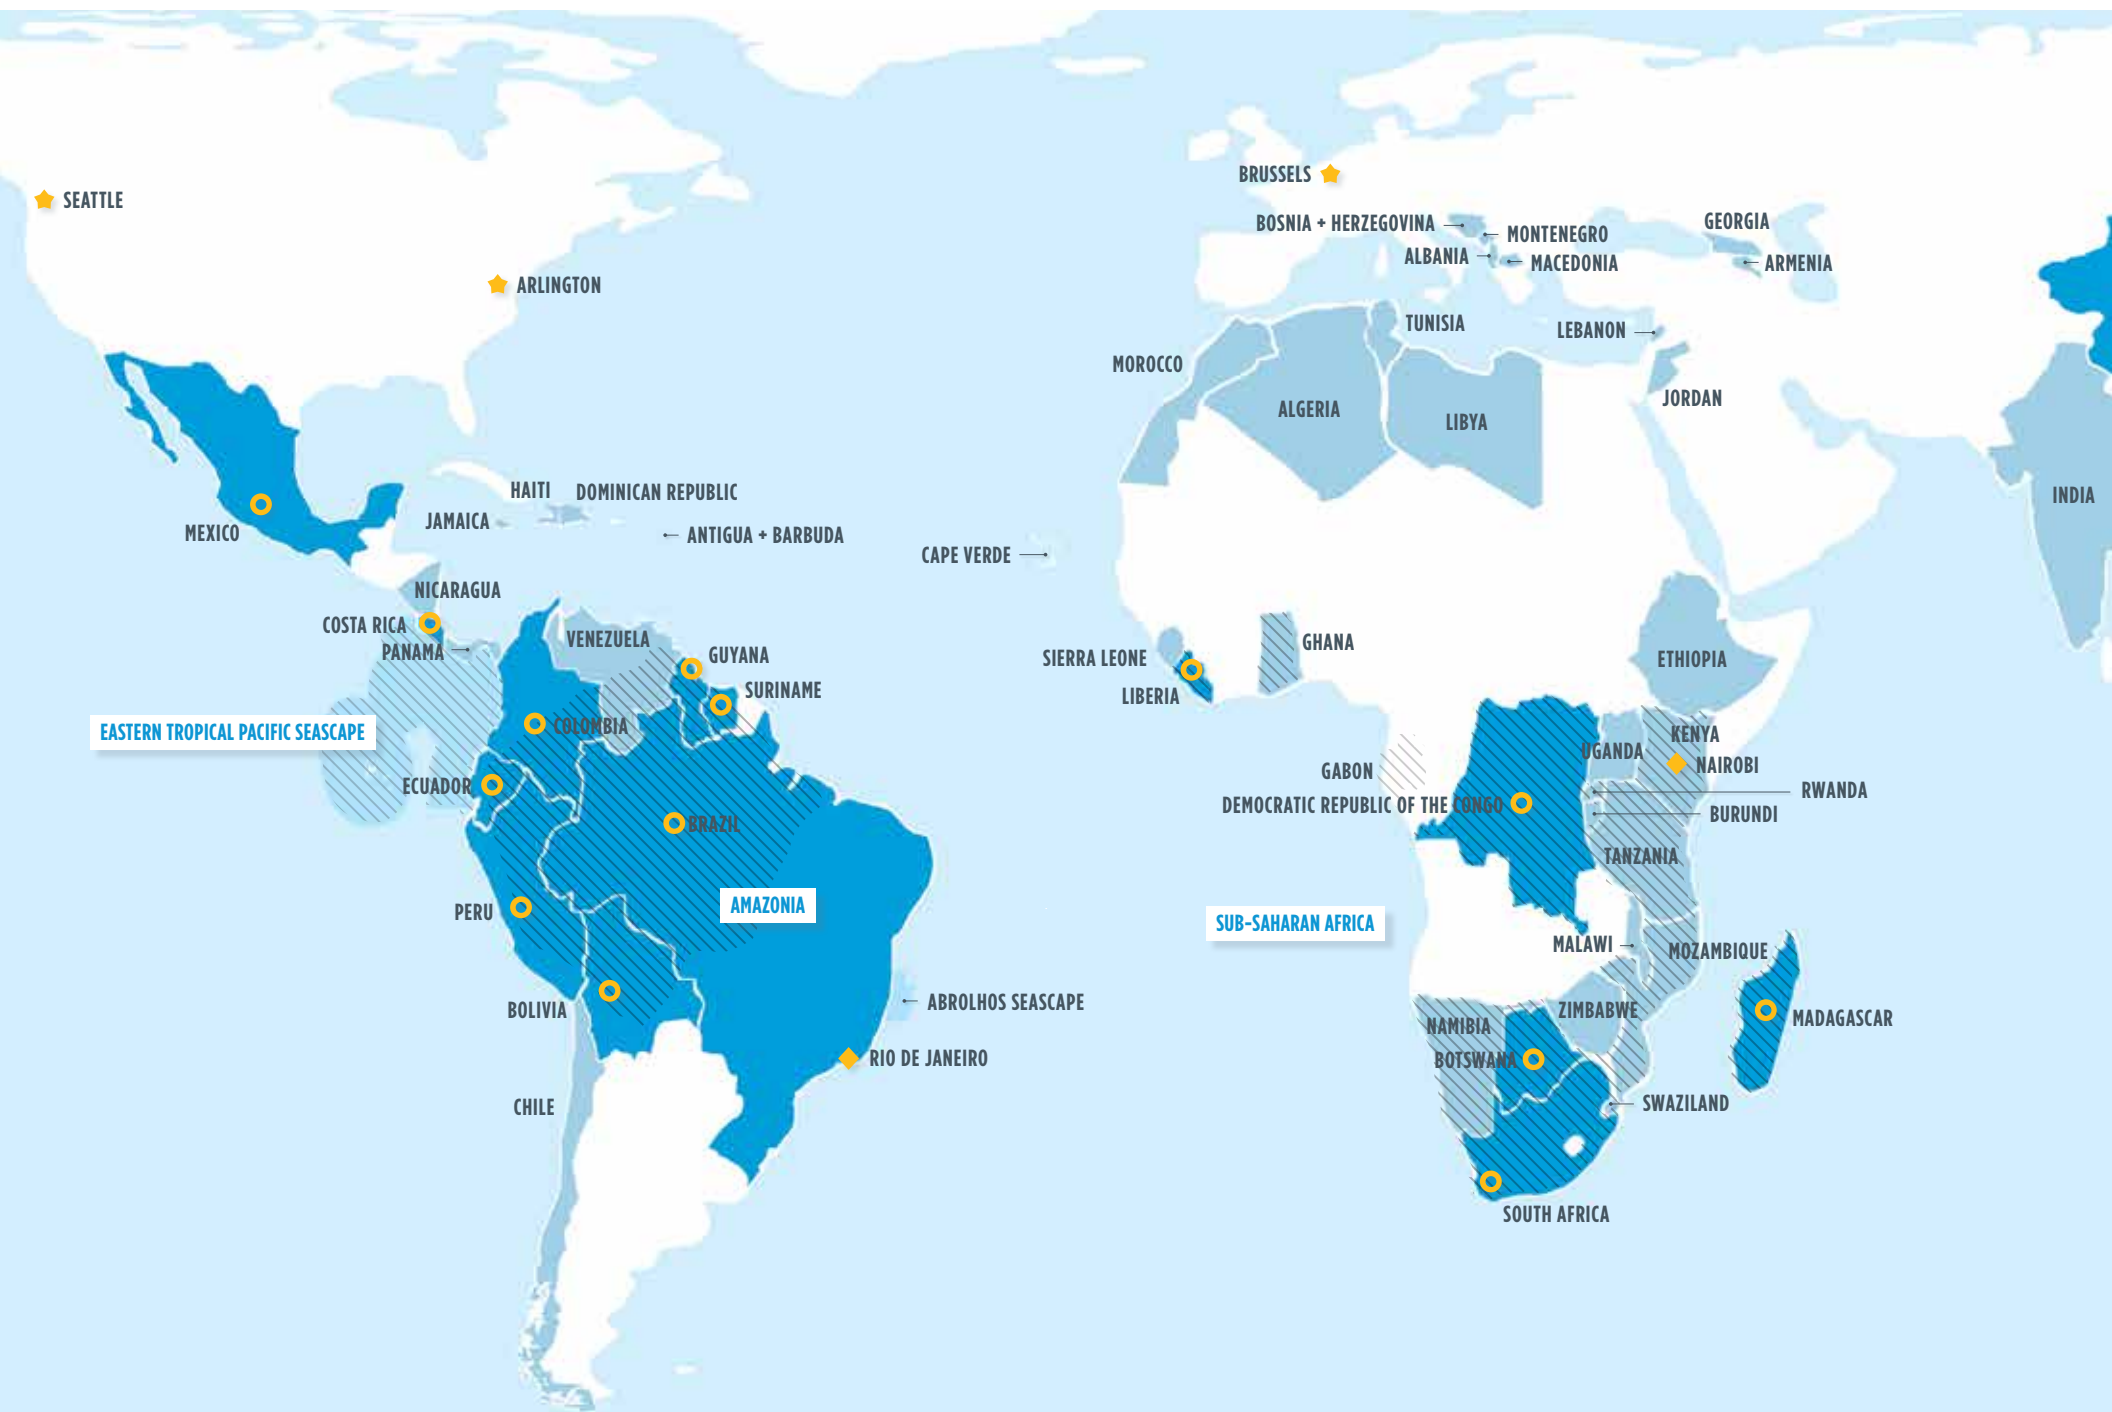 BRUSSELS
SEATTLE
BOSNIA + HERZEGOVINA
MONTENEGRO
GEORGIA
ALBANIA
MACEDONIA
ARMENIA
ARLINGTON
TUNISIA
LEBANON
MOROCCO
JORDAN
ALGERIA
LIBYA
HAITI
DOMINICAN REPUBLIC
INDIA
JAMAICA
MEXICO
ANTIGUA + BARBUDA
CAPE VERDE
NICARAGUA
COSTA RICA
PANAMA
VENEZUELA
GUYANA
SIERRA LEONE
GHANA
ETHIOPIA
SURINAME
LIBERIA
EASTERN TROPICAL PACIFIC SEASCAPE
COLOMBIA
KENYA
UGANDA
NAIROBI
GABON
ECUADOR
RWANDA
DEMOCRATIC REPUBLIC OF THE CONGO
BURUNDI
BRAZIL
TANZANIA
AMAZONIA
PERU
SUB-SAHARAN AFRICA
MALAWI
MOZAMBIQUE
ABROLHOS SEASCAPE
BOLIVIA
ZIMBABWE
MADAGASCAR
NAMIBIA
RIO DE JANEIRO
BOTSWANA
CHILE
SWAZILAND
SOUTH AFRICA